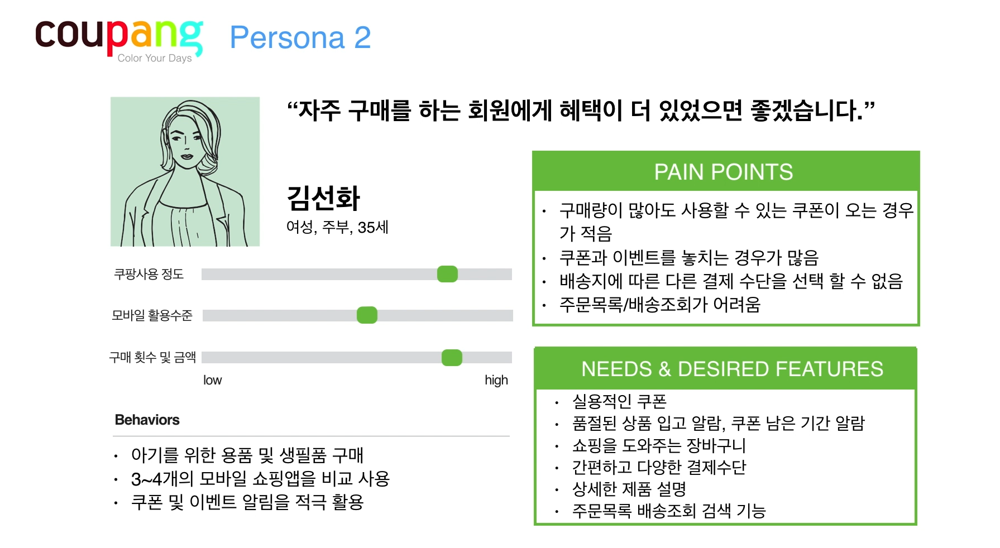 coupang
Color Your Days
Persona 2
“자주 구매를 하는 회원에게 혜택이 더 있었으면 좋겠습니다.”
김선화
여성, 주부, 35세
쿠팡사용 정도
모바일 활용수준
구매 횟수 및 금액
low high
Behaviors
• 아기를 위한 용품 및 생필품 구매
• 3~4개의 모바일 쇼핑앱을 비교 사용
• 쿠폰 및 이벤트 알림을 적극 활용
PAIN POINTS
• 구매량이 많아도 사용할 수 있는 쿠폰이 오는 경우
가 적음
• 쿠폰과 이벤트를 놓치는 경우가 많음
• 배송지에 따른 다른 결제 수단을 선택 할 수 없음
• 주문목록/배송조회가 어려움
NEEDS & DESIRED FEATURES
• 실용적인 쿠폰
• 품절된 상품 입고 알람, 쿠폰 남은 기간 알람
• 쇼핑을 도와주는 장바구니
• 간편하고 다양한 결제수단
• 상세한 제품 설명
• 주문목록 배송조회 검색 기능